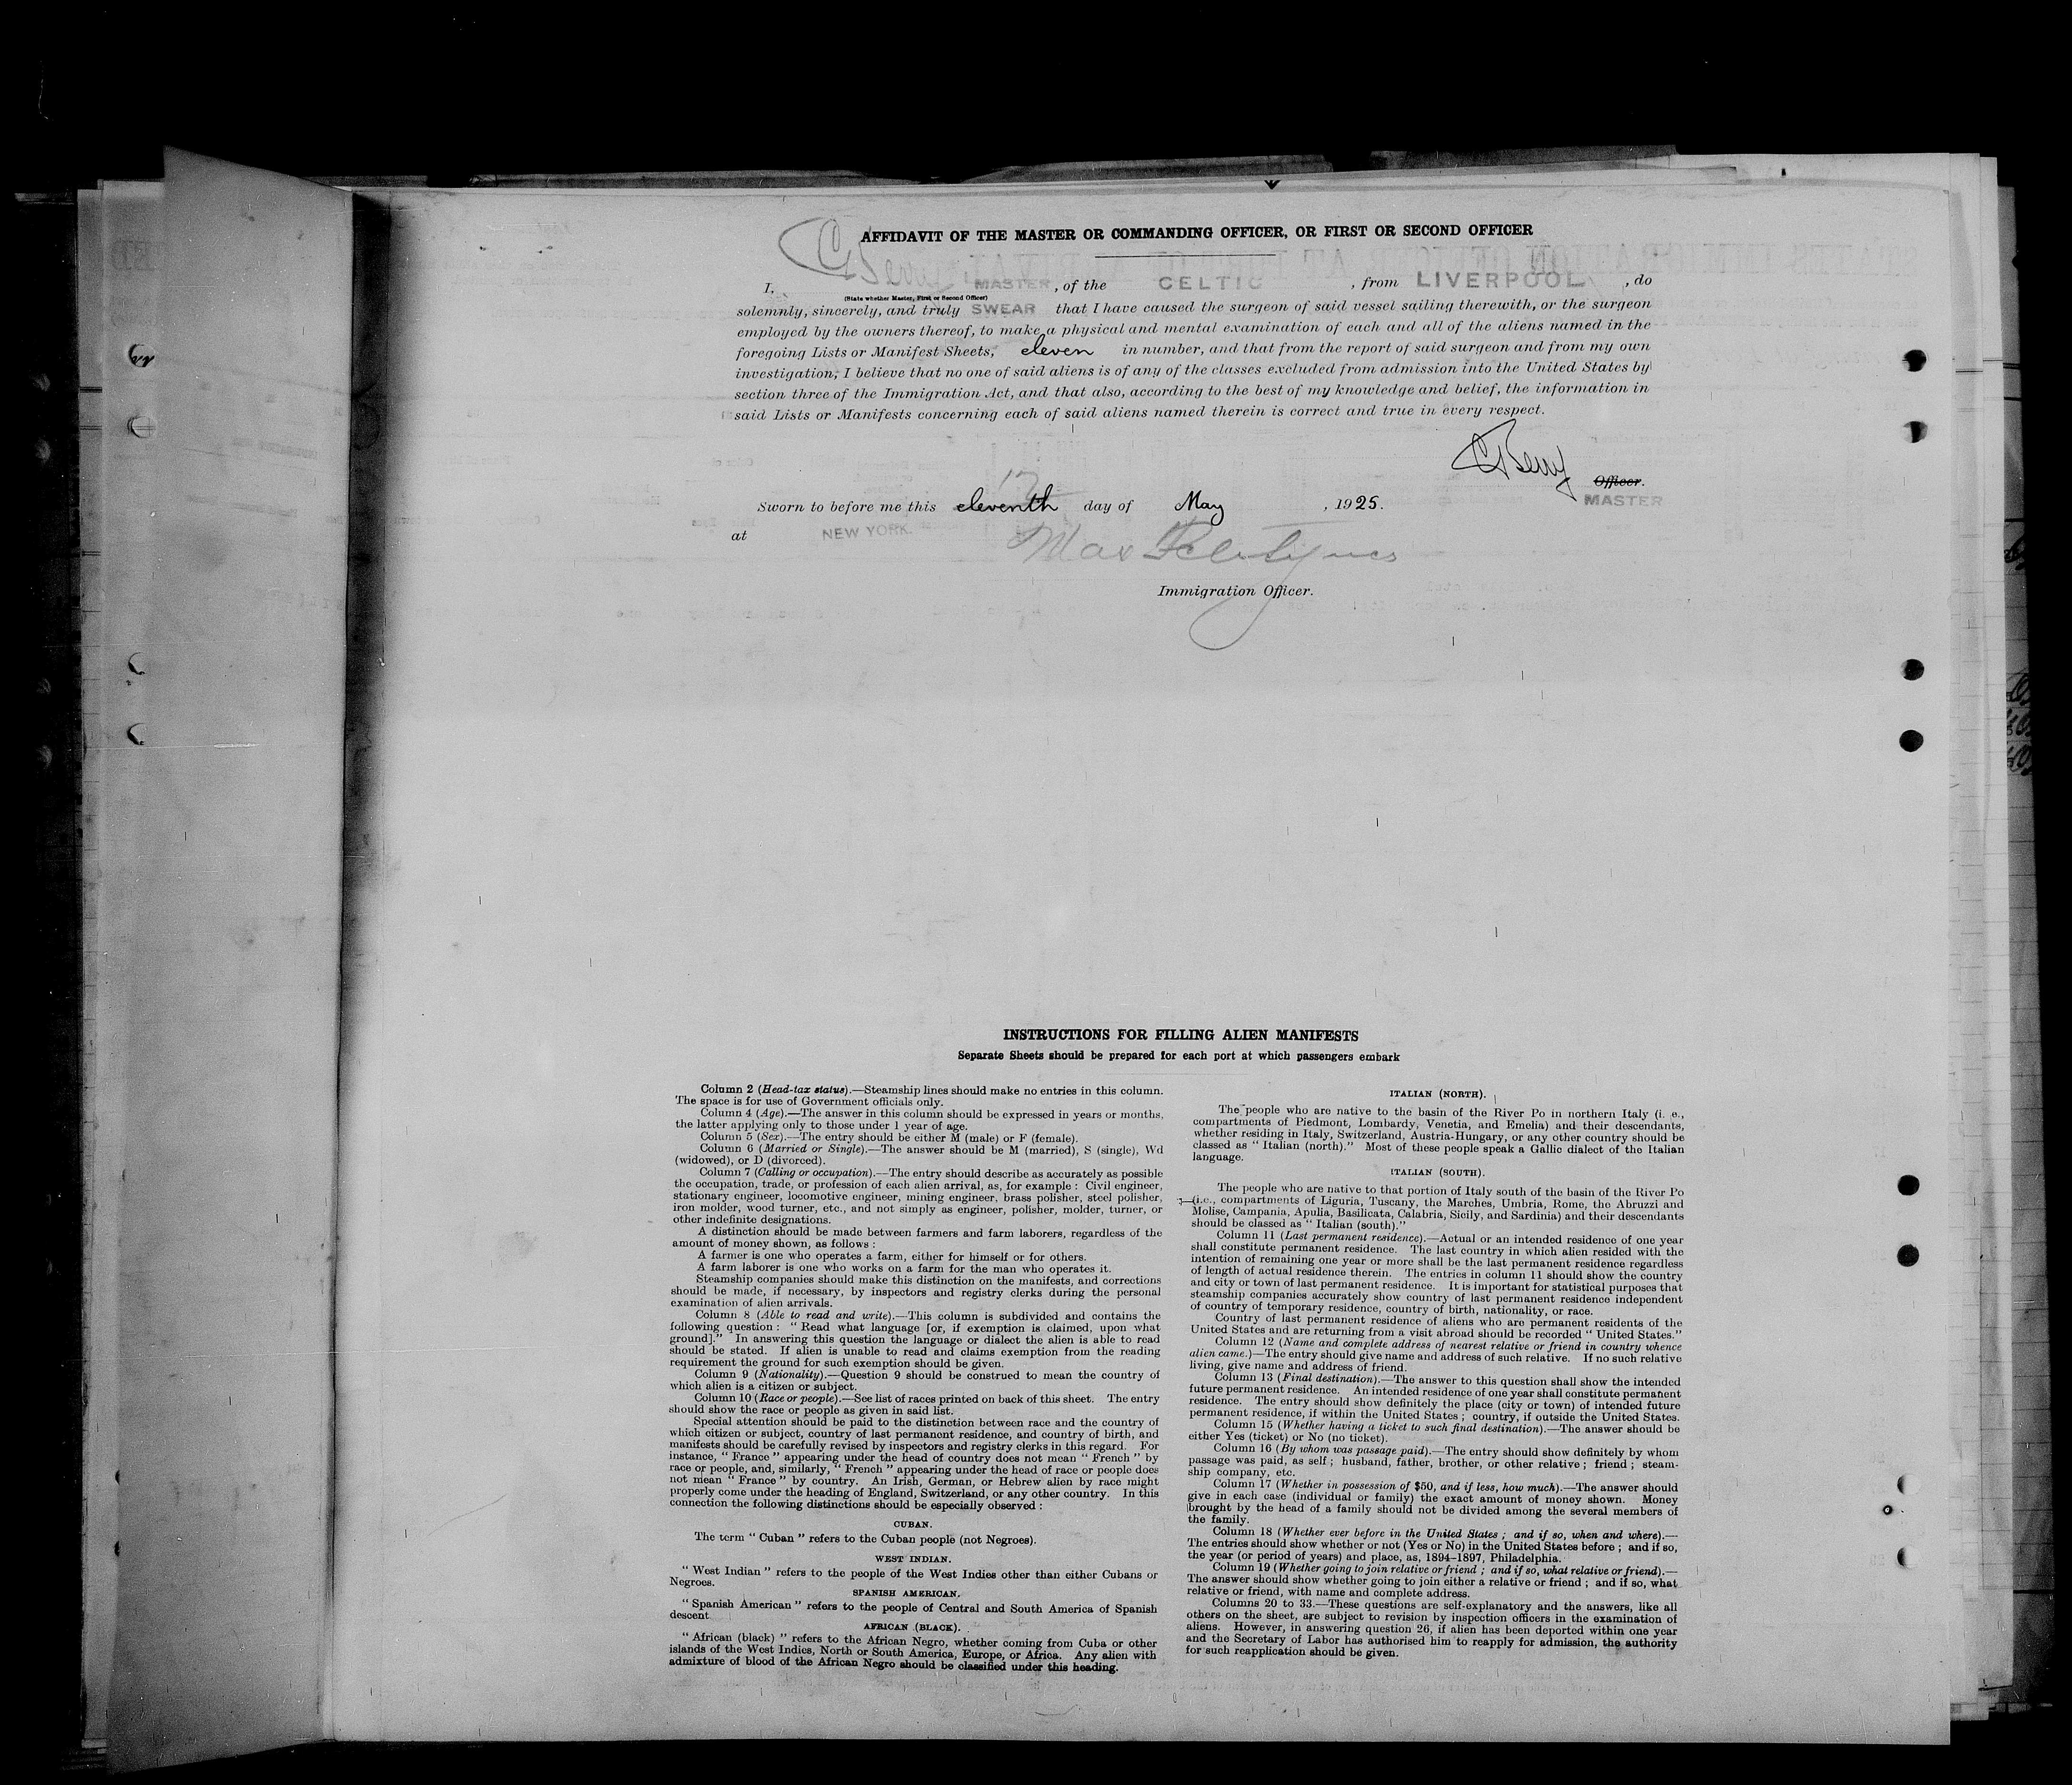 AFFIDAVIT OF THE MASTER OR COMMANDING OFFICER, OR FIRST OR SECOND OFFICER
I, C Berry MASTER, of the CELTIC, from LIVERPOOL, do
(State whether Master, First or Second Officer)
solemnly, sincerely, and truly SWEAR that I have caused the surgeon of said vessel sailing therewith, or the surgeon
employed by the owners thereof, to make a physical and mental examination of each and all of the aliens named in the
foregoing Lists or Manifest Sheets, eleven in number, and that from the report of said surgeon and from my own
investigation, I believe that no one of said aliens is of any of the classes excluded from admission into the United States by
section three of the Immigration Act, and that also, according to the best of my knowledge and belief, the information in
said Lists or Manifests concerning each of said aliens named therein is correct and true in every respect.
C Berry
Officer.
MASTER
12
Sworn to before me this eleventh day of May, 1925.
at NEW YORK.
Max
Immigration Officer.
INSTRUCTIONS FOR FILLING ALIEN MANIFESTS
Separate Sheets should be prepared for each port at which passengers embark
Column 2 (Head-tax status).—Steamship lines should make no entries in this column.
The space is for use of Government officials only.
Column 4 (Age).—The answer in this column should be expressed in years or months,
the latter applying only to those under 1 year of age.
Column 5 (Sex).—The entry should be either M (male) or F (female).
Column 6 (Married or Single).—The answer should be M (married), S (single), Wd
(widowed), or D (divorced).
Column 7 (Calling or occupation).—The entry should describe as accurately as possible
the occupation, trade, or profession of each alien arrival, as, for example : Civil engineer,
stationary engineer, locomotive engineer, mining engineer, brass polisher, steel polisher,
iron molder, wood turner, etc., and not simply as engineer, polisher, molder, turner, or
other indefinite designations.
A distinction should be made between farmers and farm laborers, regardless of the
amount of money shown, as follows :
A farmer is one who operates a farm, either for himself or for others.
A farm laborer is one who works on a farm for the man who operates it.
Steamship companies should make this distinction on the manifests, and corrections
should be made, if necessary, by inspectors and registry clerks during the personal
examination of alien arrivals.
Column 8 (Able to read and write).—This column is subdivided and contains the
following question : " Read what language [or, if exemption is claimed, upon what
ground]." In answering this question the language or dialect the alien is able to read
should be stated. If alien is unable to read and claims exemption from the reading
requirement the ground for such exemption should be given.
Column 9 (Nationality).—Question 9 should be construed to mean the country of
which alien is a citizen or subject.
Column 10 (Race or people).—See list of races printed on back of this sheet. The entry
should show the race or people as given in said list.
Special attention should be paid to the distinction between race and the country of
which citizen or subject, country of last permanent residence, and country of birth, and
manifests should be carefully revised by inspectors and registry clerks in this regard. For
instance, " France " appearing under the head of country does not mean " French " by
race or people, and, similarly, " French " appearing under the head of race or people does
not mean " France " by country. An Irish, German, or Hebrew alien by race might
properly come under the heading of England, Switzerland, or any other country. In this
connection the following distinctions should be especially observed :
CUBAN.
The term " Cuban " refers to the Cuban people (not Negroes).
WEST INDIAN.
" West Indian " refers to the people of the West Indies other than either Cubans or
Negroes.
SPANISH AMERICAN.
" Spanish American " refers to the people of Central and South America of Spanish
descent
AFRICAN (BLACK).
" African (black) " refers to the African Negro, whether coming from Cuba or other
islands of the West Indies, North or South America, Europe, or Africa. Any alien with
admixture of blood of the African Negro should be classified under this heading.
ITALIAN (NORTH).
The people who are native to the basin of the River Po in northern Italy (i. e.,
compartments of Piedmont, Lombardy, Venetia, and Emelia) and their descendants,
whether residing in Italy, Switzerland, Austria-Hungary, or any other country should be
classed as " Italian (north)." Most of these people speak a Gallic dialect of the Italian
language.
ITALIAN (SOUTH).
The people who are native to that portion of Italy south of the basin of the River Po
(i.e., compartments of Liguria, Tuscany, the Marches, Umbria, Rome, the Abruzzi and
Molise, Campania, Apulia, Basilicata, Calabria, Sicily, and Sardinia) and their descendants
should be classed as " Italian (south)."
Column 11 (Last permanent residence).—Actual or an intended residence of one year
shall constitute permanent residence. The last country in which alien resided with the
intention of remaining one year or more shall be the last permanent residence regardless
of length of actual residence therein. The entries in column 11 should show the country
and city or town of last permanent residence. It is important for statistical purposes that
steamship companies accurately show country of last permanent residence independent
of country of temporary residence, country of birth, nationality, or race.
Country of last permanent residence of aliens who are permanent residents of the
United States and are returning from a visit abroad should be recorded " United States."
Column 12 (Name and complete address of nearest relative or friend in country whence
alien came.)—The entry should give name and address of such relative. If no such relative
living, give name and address of friend.
Column 13 (Final destination).—The answer to this question shall show the intended
future permanent residence. An intended residence of one year shall constitute permanent
residence. The entry should show definitely the place (city or town) of intended future
permanent residence, if within the United States ; country, if outside the United States.
Column 15 (Whether having a ticket to such final destination).—The answer should be
either Yes (ticket) or No (no ticket).
Column 16 (By whom was passage paid).—The entry should show definitely by whom
passage was paid, as self ; husband, father, brother, or other relative ; friend ; steam-
ship company, etc.
Column 17 (Whether in possession of $50, and if less, how much).—The answer should
give in each case (individual or family) the exact amount of money shown. Money
brought by the head of a family should not be divided among the several members of
the family.
Column 18 (Whether ever before in the United States ; and if so, when and where).—
The entries should show whether or not (Yes or No) in the United States before ; and if so,
the year (or period of years) and place, as, 1894–1897, Philadelphia.
Column 19 (Whether going to join relative or friend ; and if so, what relative or friend).—
The answer should show whether going to join either a relative or friend ; and if so, what
relative or friend, with name and complete address.
Columns 20 to 33.—These questions are self-explanatory and the answers, like all
others on the sheet, are subject to revision by inspection officers in the examination of
aliens. However, in answering question 26, if alien has been deported within one year
and the Secretary of Labor has authorised him to reapply for admission, the authority
for such reapplication should be given.